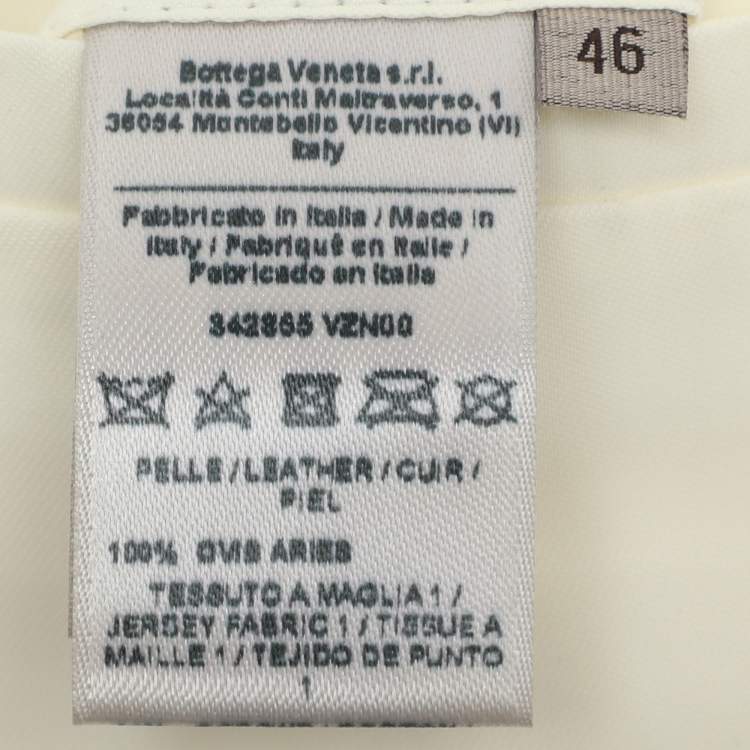 46
Bottega Veneta s.r.l.
Località Conti Maltraverso, 1
36054 Montebello Vicentino (VI)
Italy
Fabbricato in Italia / Made in
Italy / Fabriqué en Italie /
Fabricado en Italia
342865 VZN00
PELLE / LEATHER / CUIR /
PIEL
100% OVIS ARIES
TESSUTO A MAGLIA 1 /
JERSEY FABRIC 1 / TISSUE A
MAILLE 1 / TEJIDO DE PUNTO
1